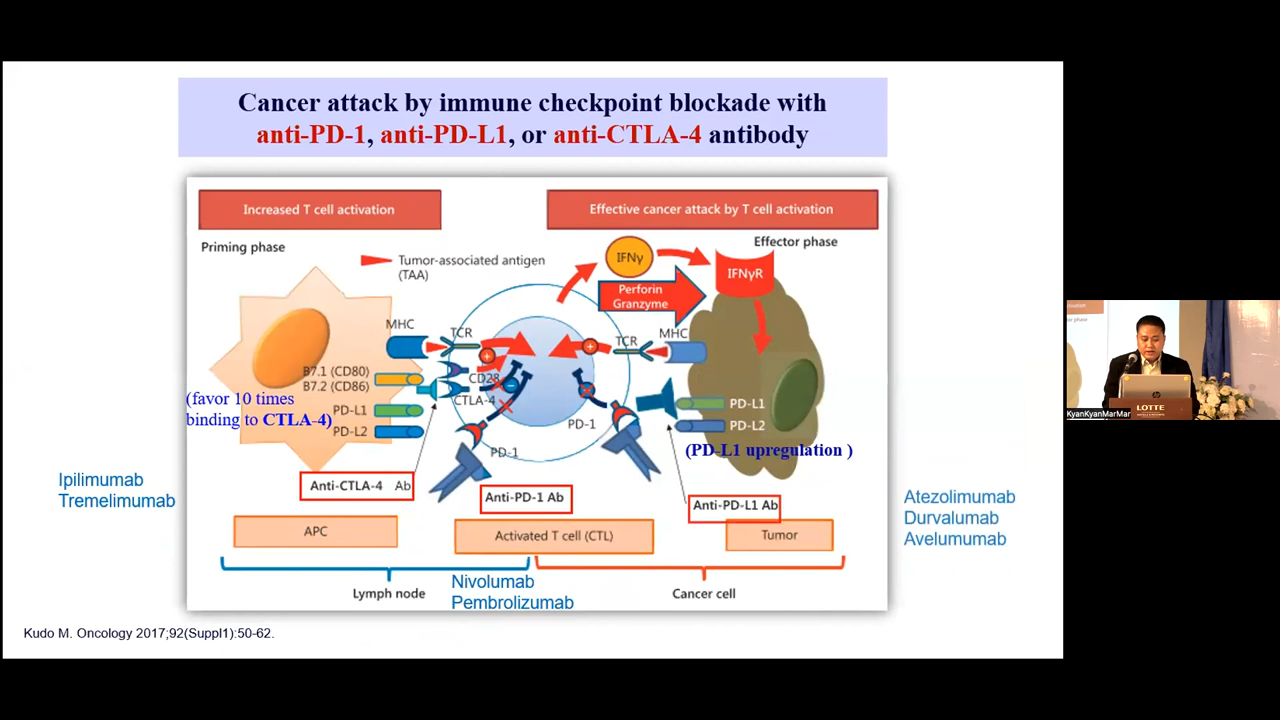 Cancer attack by immune checkpoint blockade with
anti-PD-1, anti-PD-L1, or anti-CTLA-4 antibody
Increased T cell activation
Effective cancer attack by T cell activation
Priming phase
Effector phase
Tumor-associated antigen
(TAA)
IFNγ
IFNγR
Perforin
Granzyme
MHC
TCR
TCR
MHC
B7.1 (CD80)
B7.2 (CD86)
CD28
CTLA-4
(favor 10 times
binding to CTLA-4)
PD-L1
PD-L2
PD-1
PD-1
PD-L1
PD-L2
(PD-L1 upregulation )
Ipilimumab
Tremelimumab
Anti-CTLA-4 Ab
Anti-PD-1 Ab
Anti-PD-L1 Ab
Atezolimumab
Durvalumab
Avelumumab
APC
Activated T cell (CTL)
Tumor
Lymph node
Nivolumab
Pembrolizumab
Cancer cell
Kudo M. Oncology 2017;92(Suppl1):50-62.
KyanKyanMarMar
LOTTE